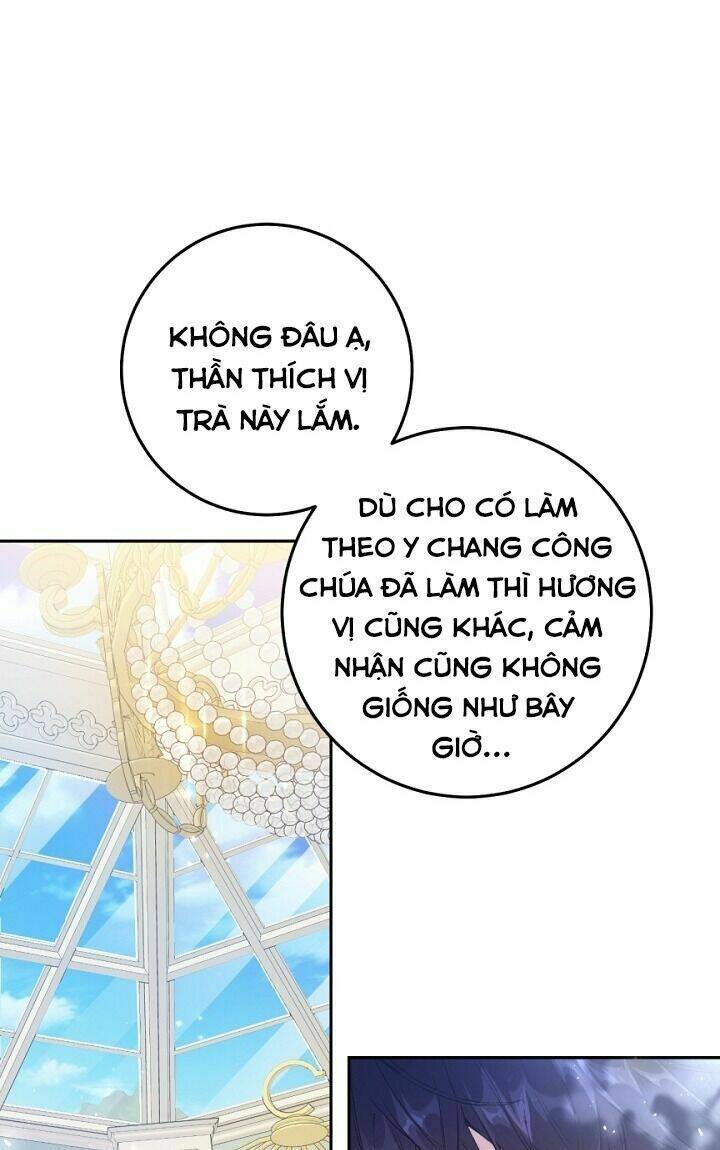 KHÔNG ĐÂU Ạ,
THẦN THÍCH VỊ
TRÀ NÀY LẮM.
DÙ CHO CÓ LÀM
THEO Y CHANG CÔNG
CHÚA ĐÃ LÀM THÌ HƯƠNG
VỊ CŨNG KHÁC, CẢM
NHẬN CŨNG KHÔNG
GIỐNG NHƯ BÂY
GIỜ...